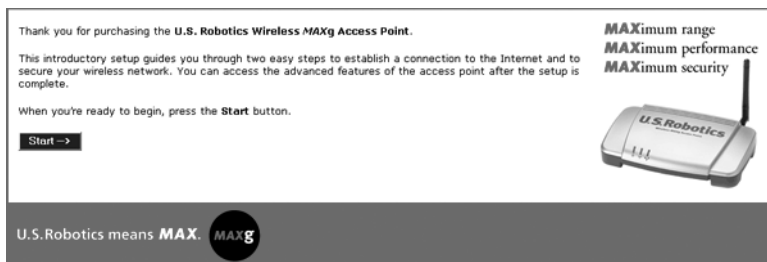 Thank you for purchasing the U.S. Robotics Wireless MAXg Access Point.
This introductory setup guides you through two easy steps to establish a connection to the Internet and to
secure your wireless network. You can access the advanced features of the access point after the setup is
complete.
When you're ready to begin, press the Start button.
Start -->
MAXimum range
MAXimum performance
MAXimum security
U.S.Robotics
U.S.Robotics means MAX. MAXg